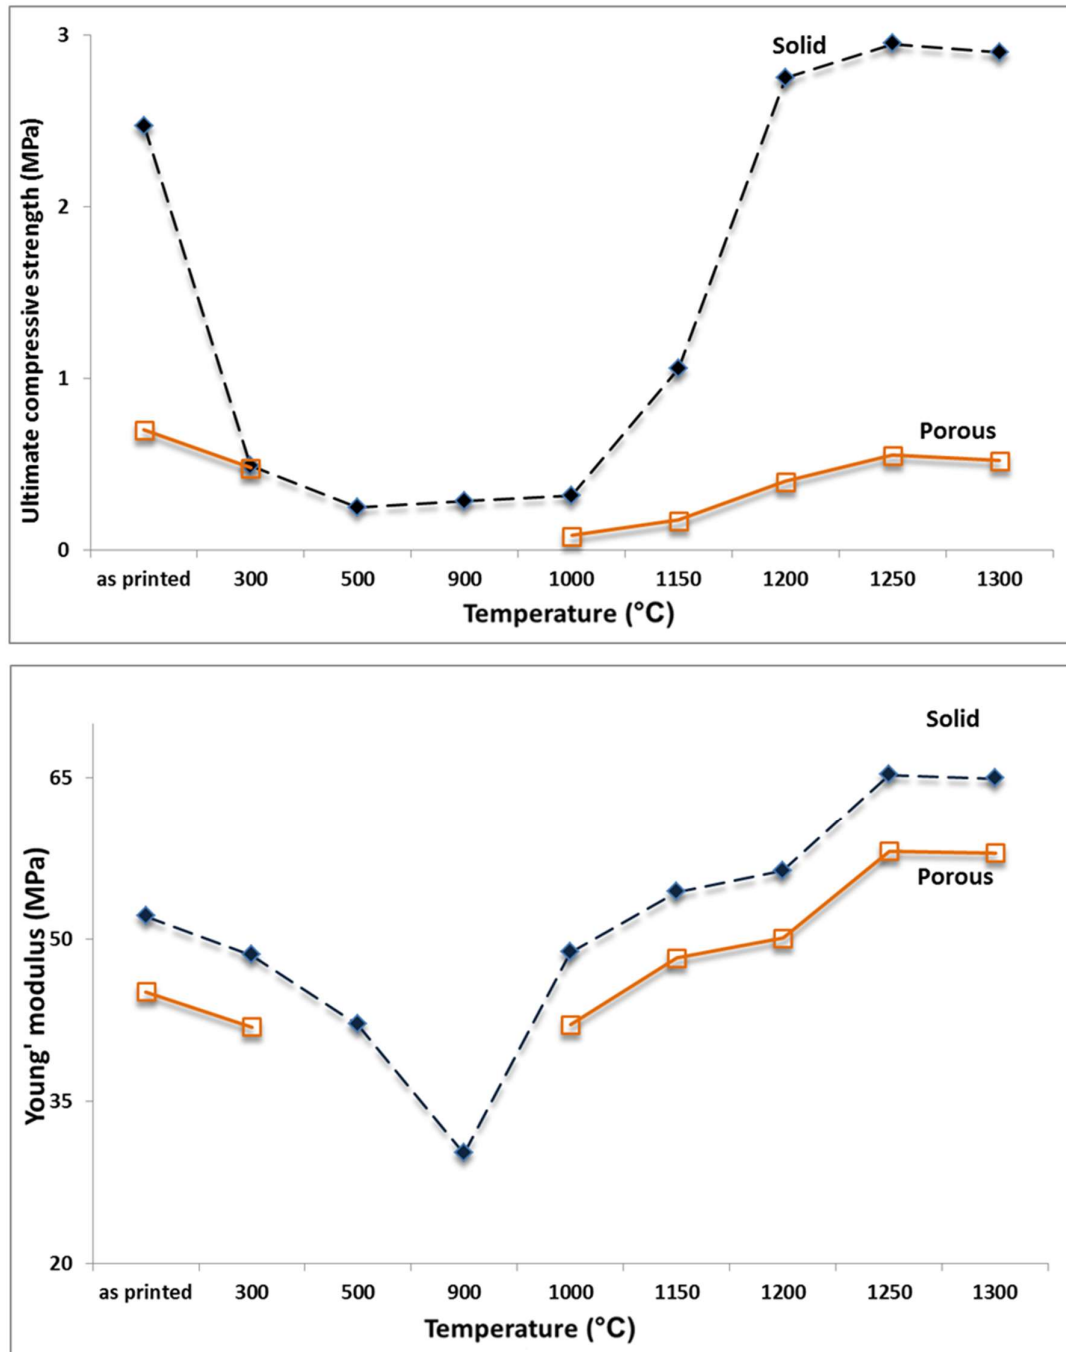 3
Solid
2
Ultimate compressive strength (MPa)
1
Porous
0
as printed 300 500 900 1000 1150 1200 1250 1300
Temperature (°C)
Solid
65
Porous
Young' modulus (MPa)
50
35
20
as printed 300 500 900 1000 1150 1200 1250 1300
Temperature (°C)